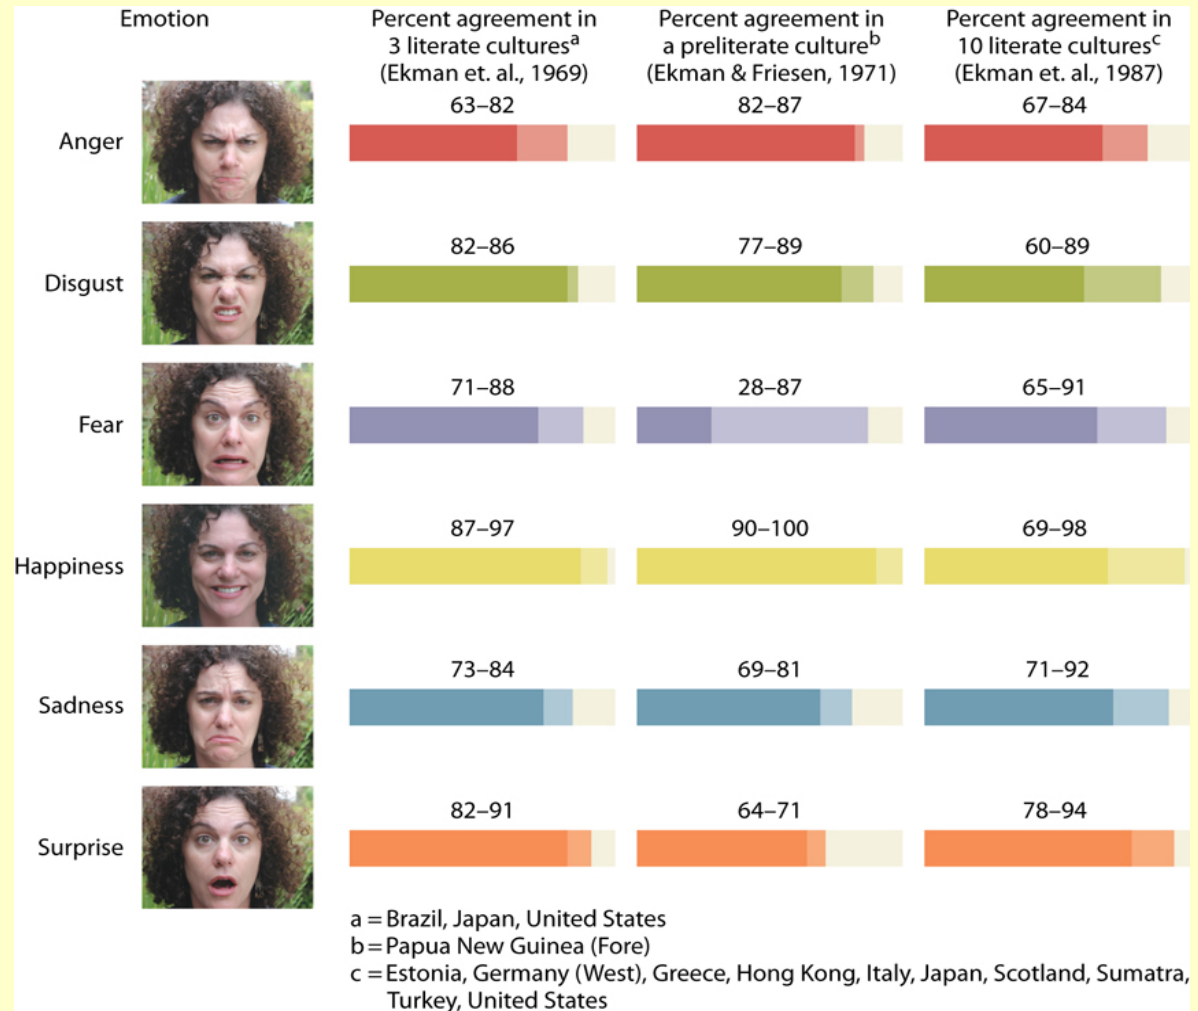 Emotion
Percent agreement in
3 literate culturesa
(Ekman et. al., 1969)
Percent agreement in
a preliterate cultureb
(Ekman & Friesen, 1971)
Percent agreement in
10 literate culturesc
(Ekman et. al., 1987)
Anger
63–82
82–87
67–84
Disgust
82–86
77–89
60–89
Fear
71–88
28–87
65–91
Happiness
87–97
90–100
69–98
Sadness
73–84
69–81
71–92
Surprise
82–91
64–71
78–94
a = Brazil, Japan, United States
b = Papua New Guinea (Fore)
c = Estonia, Germany (West), Greece, Hong Kong, Italy, Japan, Scotland, Sumatra,
Turkey, United States